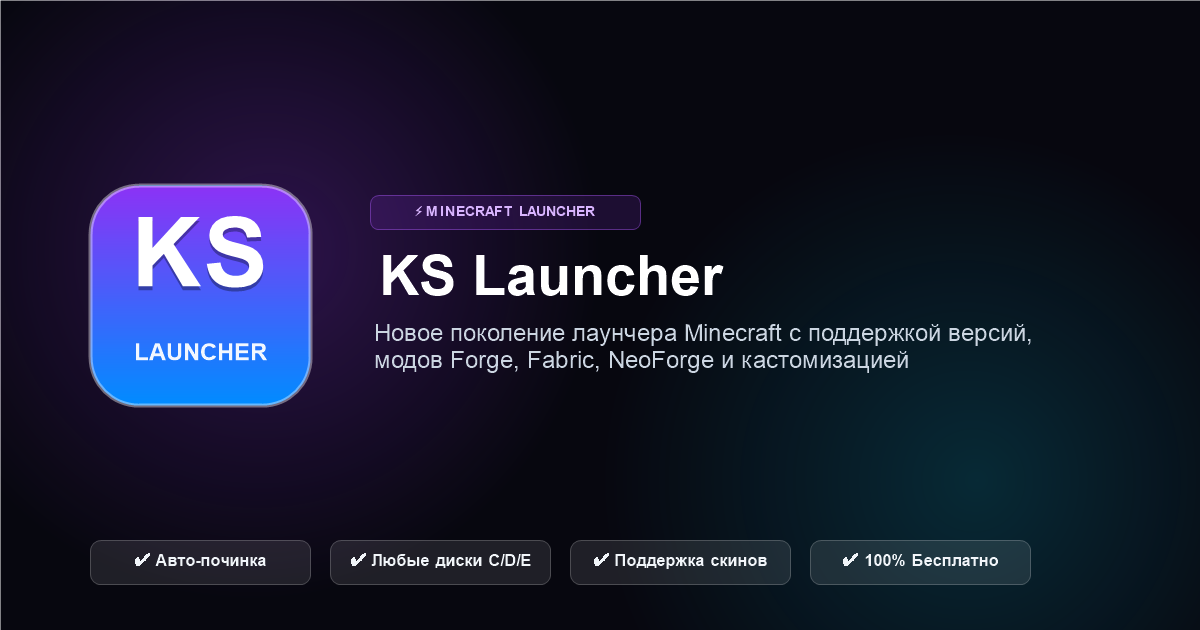 KS
LAUNCHER
⚡MINECRAFT LAUNCHER
KS Launcher
Новое поколение лаунчера Minecraft с поддержкой версий,
модов Forge, Fabric, NeoForge и кастомизацией
✔ Авто-починка
✔ Любые диски C/D/E
✔ Поддержка скинов
✔ 100% Бесплатно